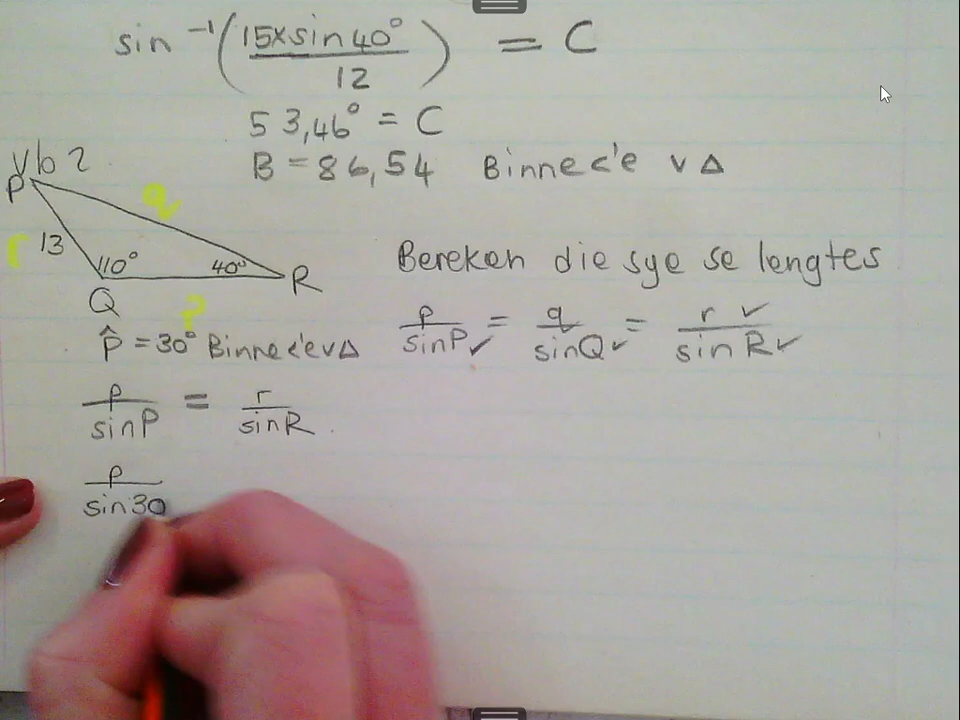 sin⁻¹(15×sin40°/12) = C
53,46° = C
B = 86,54 Binne <'e v △
Vb 2
P
q
r 13
110° 40°
Q R
p
Bereken die sye se lengtes
P̂ = 30° Binne <'e v △
p/sinP ✓ = q/sinQ ✓ = r ✓/sinR ✓
p/sinP = r/sinR
p/sin30